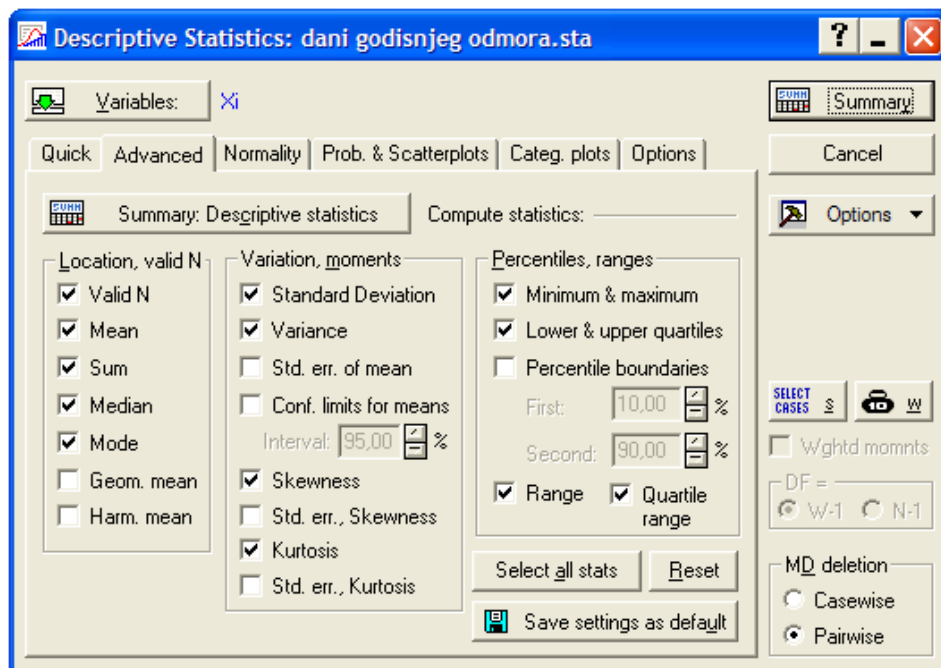 Descriptive Statistics: dani godisnjeg odmora.sta
Variables: Xi
Summary
Quick Advanced Normality Prob. & Scatterplots Categ. plots Options
Cancel
Summary: Descriptive statistics
Compute statistics:
Options
Location, valid N
Valid N
Mean
Sum
Median
Mode
Geom. mean
Harm. mean
Variation, moments
Standard Deviation
Variance
Std. err. of mean
Conf. limits for means
Interval: 95,00 %
Skewness
Std. err., Skewness
Kurtosis
Std. err., Kurtosis
Percentiles, ranges
Minimum & maximum
Lower & upper quartiles
Percentile boundaries
First: 10,00 %
Second: 90,00 %
Range
Quartile
range
Select all stats
Reset
Save settings as default
SELECT
CASES S
W
Wghtd momnts
DF =
W-1 N-1
MD deletion
Casewise
Pairwise